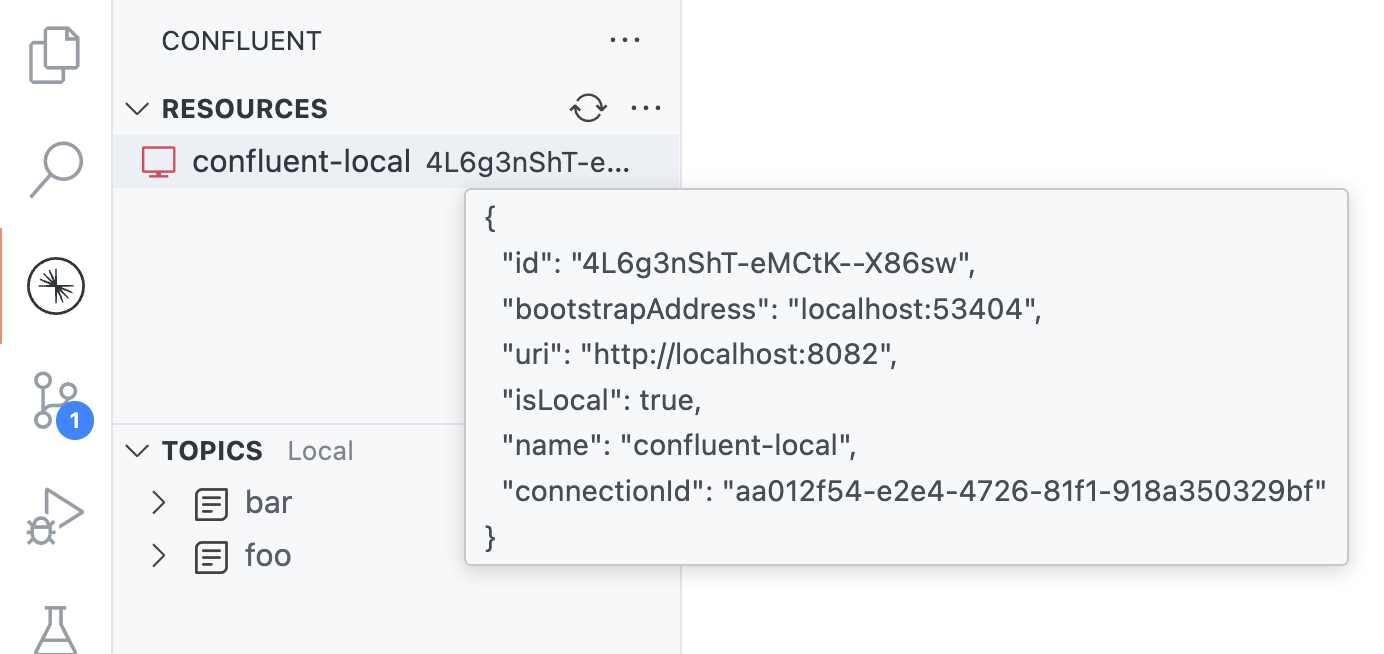 CONFLUENT
RESOURCES
confluent-local 4L6g3nShT-e...
{
"id": "4L6g3nShT-eMCtK--X86sw",
"bootstrapAddress": "localhost:53404",
"uri": "http://localhost:8082",
"isLocal": true,
"name": "confluent-local",
"connectionId": "aa012f54-e2e4-4726-81f1-918a350329bf"
}
1
TOPICS Local
bar
foo